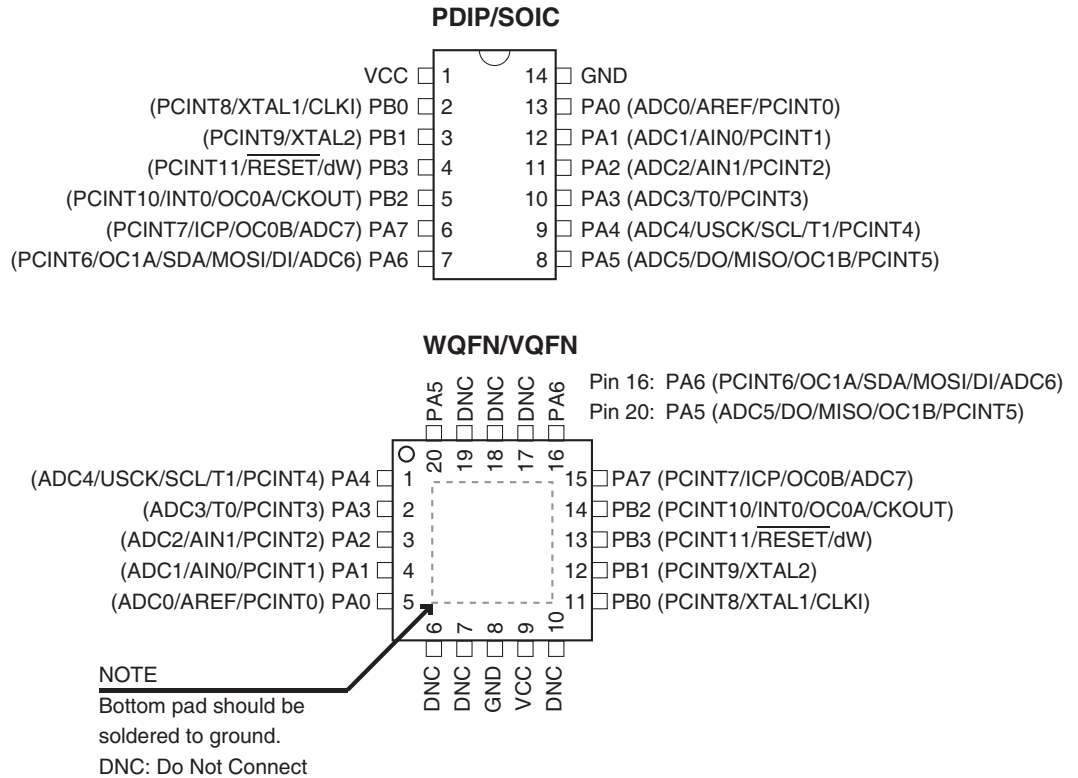 PDIP/SOIC
VCC 1 14 GND
(PCINT8/XTAL1/CLKI) PB0 2 13 PA0 (ADC0/AREF/PCINT0)
(PCINT9/XTAL2) PB1 3 12 PA1 (ADC1/AIN0/PCINT1)
(PCINT11/RESET/dW) PB3 4 11 PA2 (ADC2/AIN1/PCINT2)
(PCINT10/INT0/OC0A/CKOUT) PB2 5 10 PA3 (ADC3/T0/PCINT3)
(PCINT7/ICP/OC0B/ADC7) PA7 6 9 PA4 (ADC4/USCK/SCL/T1/PCINT4)
(PCINT6/OC1A/SDA/MOSI/DI/ADC6) PA6 7 8 PA5 (ADC5/DO/MISO/OC1B/PCINT5)
WQFN/VQFN
Pin 16: PA6 (PCINT6/OC1A/SDA/MOSI/DI/ADC6)
Pin 20: PA5 (ADC5/DO/MISO/OC1B/PCINT5)
PA5 DNC DNC DNC PA6
20 19 18 17 16
(ADC4/USCK/SCL/T1/PCINT4) PA4 1 15 PA7 (PCINT7/ICP/OC0B/ADC7)
(ADC3/T0/PCINT3) PA3 2 14 PB2 (PCINT10/INT0/OC0A/CKOUT)
(ADC2/AIN1/PCINT2) PA2 3 13 PB3 (PCINT11/RESET/dW)
(ADC1/AIN0/PCINT1) PA1 4 12 PB1 (PCINT9/XTAL2)
(ADC0/AREF/PCINT0) PA0 5 11 PB0 (PCINT8/XTAL1/CLKI)
6 7 8 9 10
DNC DNC GND VCC DNC
NOTE
Bottom pad should be
soldered to ground.
DNC: Do Not Connect